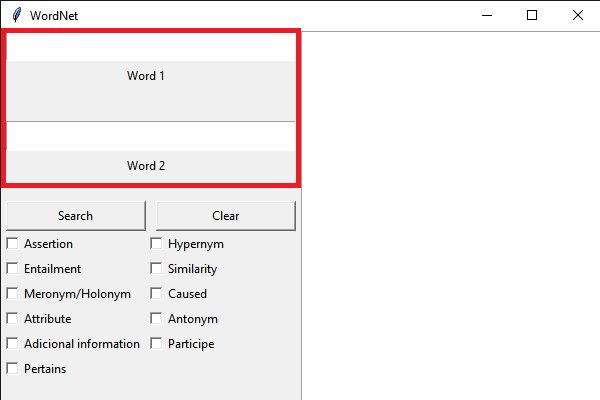 WordNet
Word 1
Word 2
Search Clear
Assertion Hypernym
Entailment Similarity
Meronym/Holonym Caused
Attribute Antonym
Adicional information Participe
Pertains